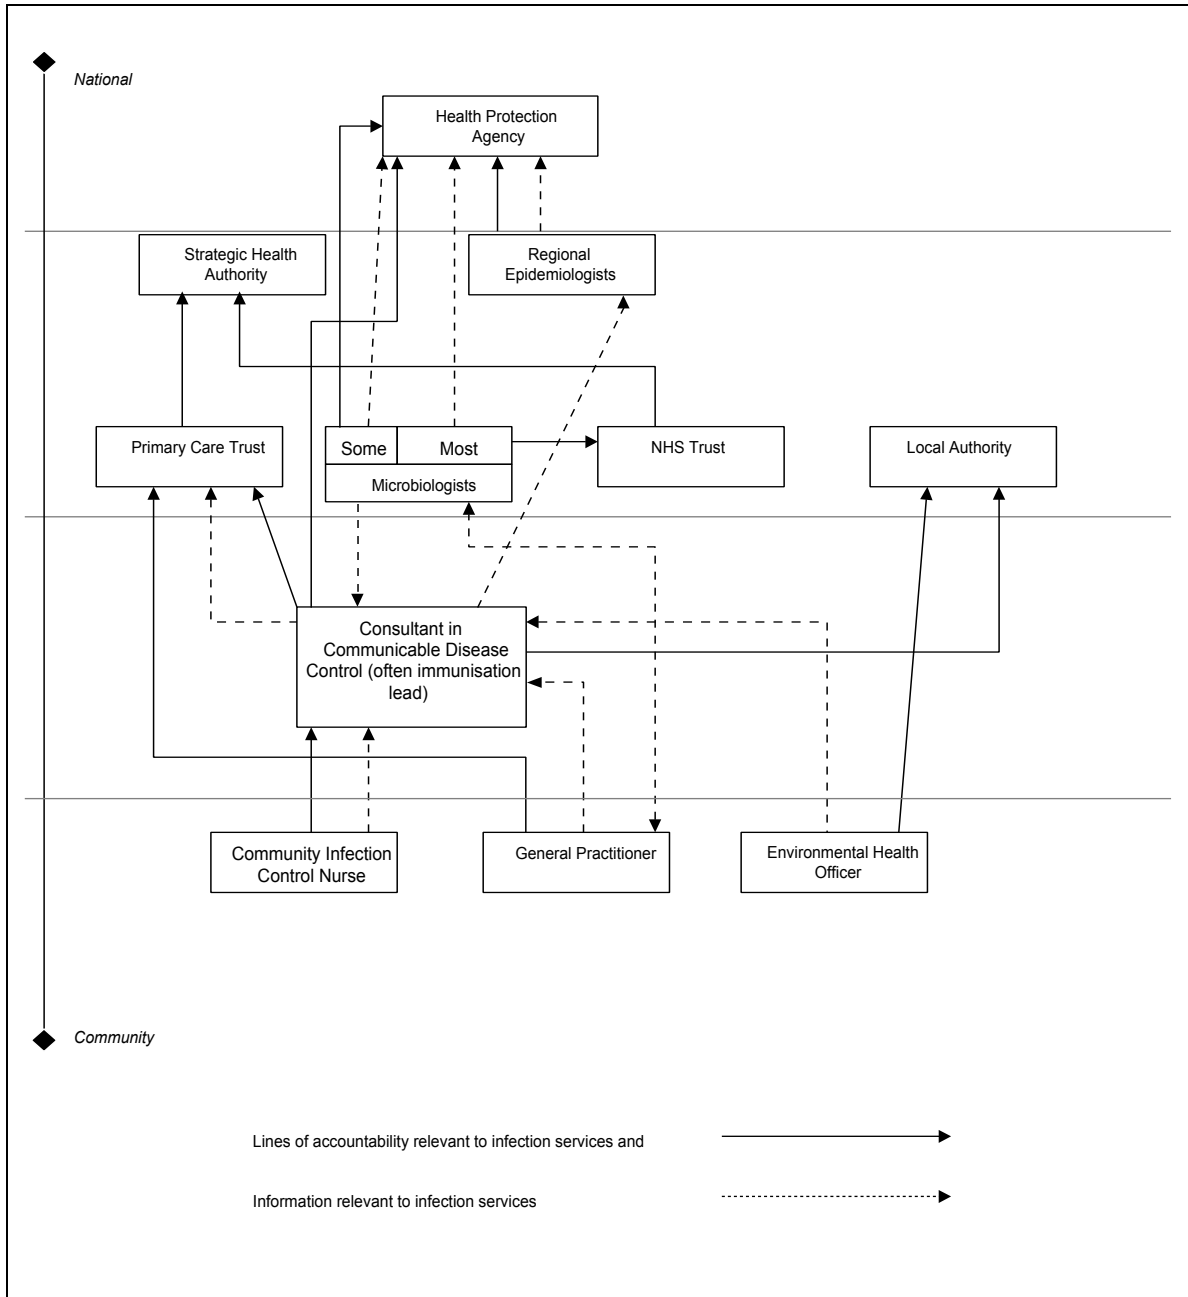 National
Health Protection
Agency
Strategic Health
Authority
Regional
Epidemiologists
Primary Care Trust
Some
Most
Microbiologists
NHS Trust
Local Authority
Consultant in
Communicable Disease
Control (often immunisation
lead)
Community Infection
Control Nurse
General Practitioner
Environmental Health
Officer
Community
Lines of accountability relevant to infection services and
Information relevant to infection services